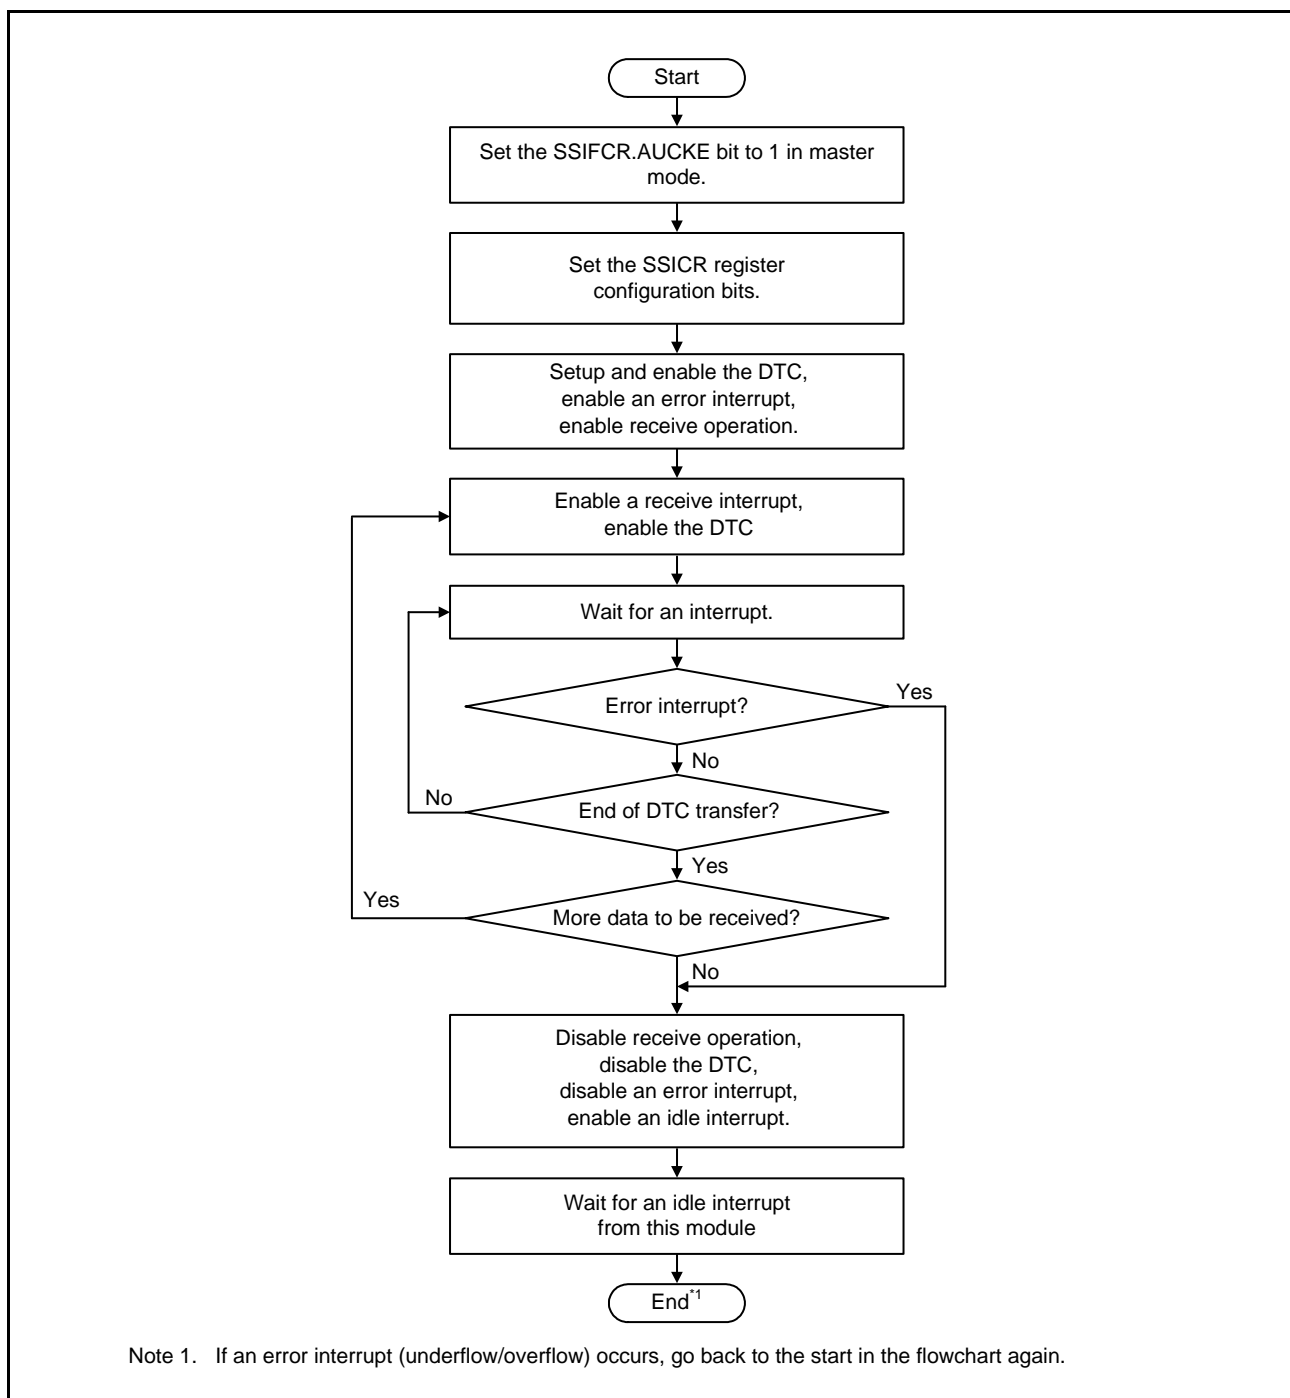 Start
Set the SSIFCR.AUCKE bit to 1 in master
mode.
Set the SSICR register
configuration bits.
Setup and enable the DTC,
enable an error interrupt,
enable receive operation.
Enable a receive interrupt,
enable the DTC
Wait for an interrupt.
Error interrupt?
Yes
No
End of DTC transfer?
No
Yes
More data to be received?
Yes
No
Disable receive operation,
disable the DTC,
disable an error interrupt,
enable an idle interrupt.
Wait for an idle interrupt
from this module
End*1
Note 1. If an error interrupt (underflow/overflow) occurs, go back to the start in the flowchart again.